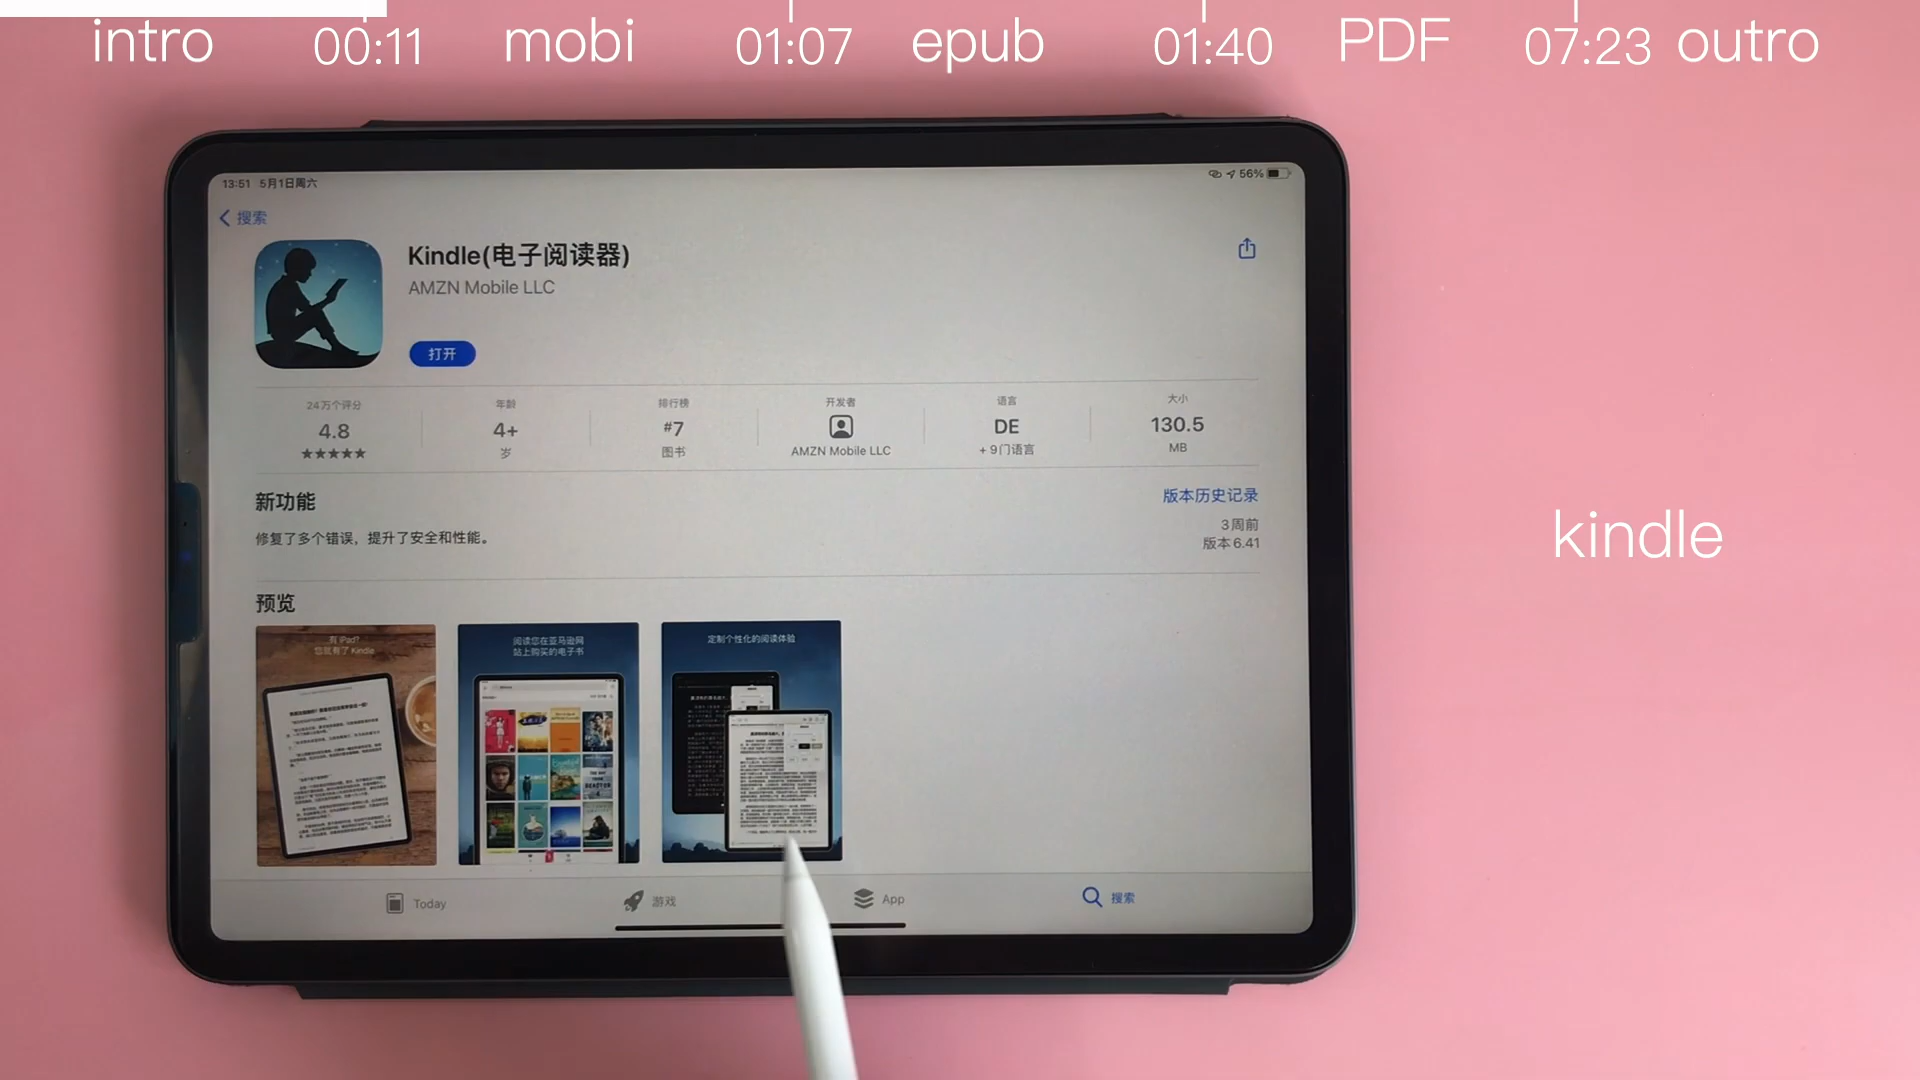 intro 00:11 mobi 01:07 epub 01:40 PDF 07:23 outro
13:51 5月1日周六
56%
搜索
Kindle(电子阅读器)
AMZN Mobile LLC
打开
24万个评分
4.8
年龄
4+
岁
排行榜
#7
图书
开发者
AMZN Mobile LLC
语言
DE
+ 9门语言
大小
130.5
MB
新功能
版本历史记录
修复了多个错误，提升了安全和性能。
3周前
版本 6.41
kindle
预览
有 iPad?
您就有了 Kindle
阅读您在亚马逊网
站上购买的电子书
定制个性化的阅读体验
Today
游戏
App
搜索